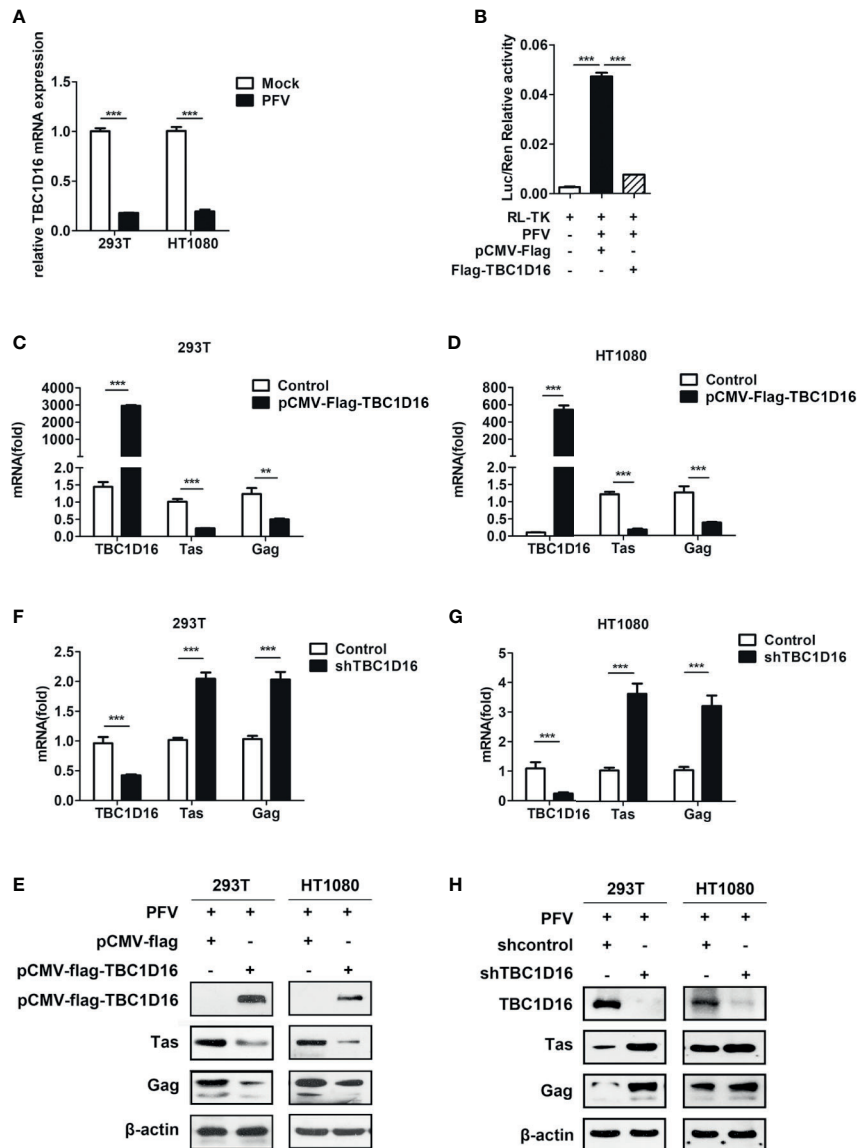 A
relative TBC1D16 mRNA expression
1.5
1.0
0.5
0.0
***
***
Mock
PFV
293T
HT1080
B
Luc/Ren Relative activity
0.06
0.04
0.02
0.00
***
***
RL-TK + + +
PFV - + +
pCMV-Flag - + -
Flag-TBC1D16 - - +
C
293T
mRNA(fold)
4000
3000
2000
1000
2.0
1.5
1.0
0.5
0.0
***
***
**
Control
pCMV-Flag-TBC1D16
TBC1D16
Tas
Gag
D
HT1080
mRNA(fold)
800
600
400
200
2.0
1.5
1.0
0.5
0.0
***
***
***
Control
pCMV-Flag-TBC1D16
TBC1D16
Tas
Gag
F
293T
mRNA(fold)
2.5
2.0
1.5
1.0
0.5
0.0
***
***
***
Control
shTBC1D16
TBC1D16
Tas
Gag
G
HT1080
mRNA(fold)
5
4
3
2
1
0
***
***
***
Control
shTBC1D16
TBC1D16
Tas
Gag
E
293T HT1080
PFV + + + +
pCMV-flag + - + -
pCMV-flag-TBC1D16 - + - +
pCMV-flag-TBC1D16
Tas
Gag
β-actin
H
293T HT1080
PFV + + + +
shcontrol + - + -
shTBC1D16 - + - +
TBC1D16
Tas
Gag
β-actin